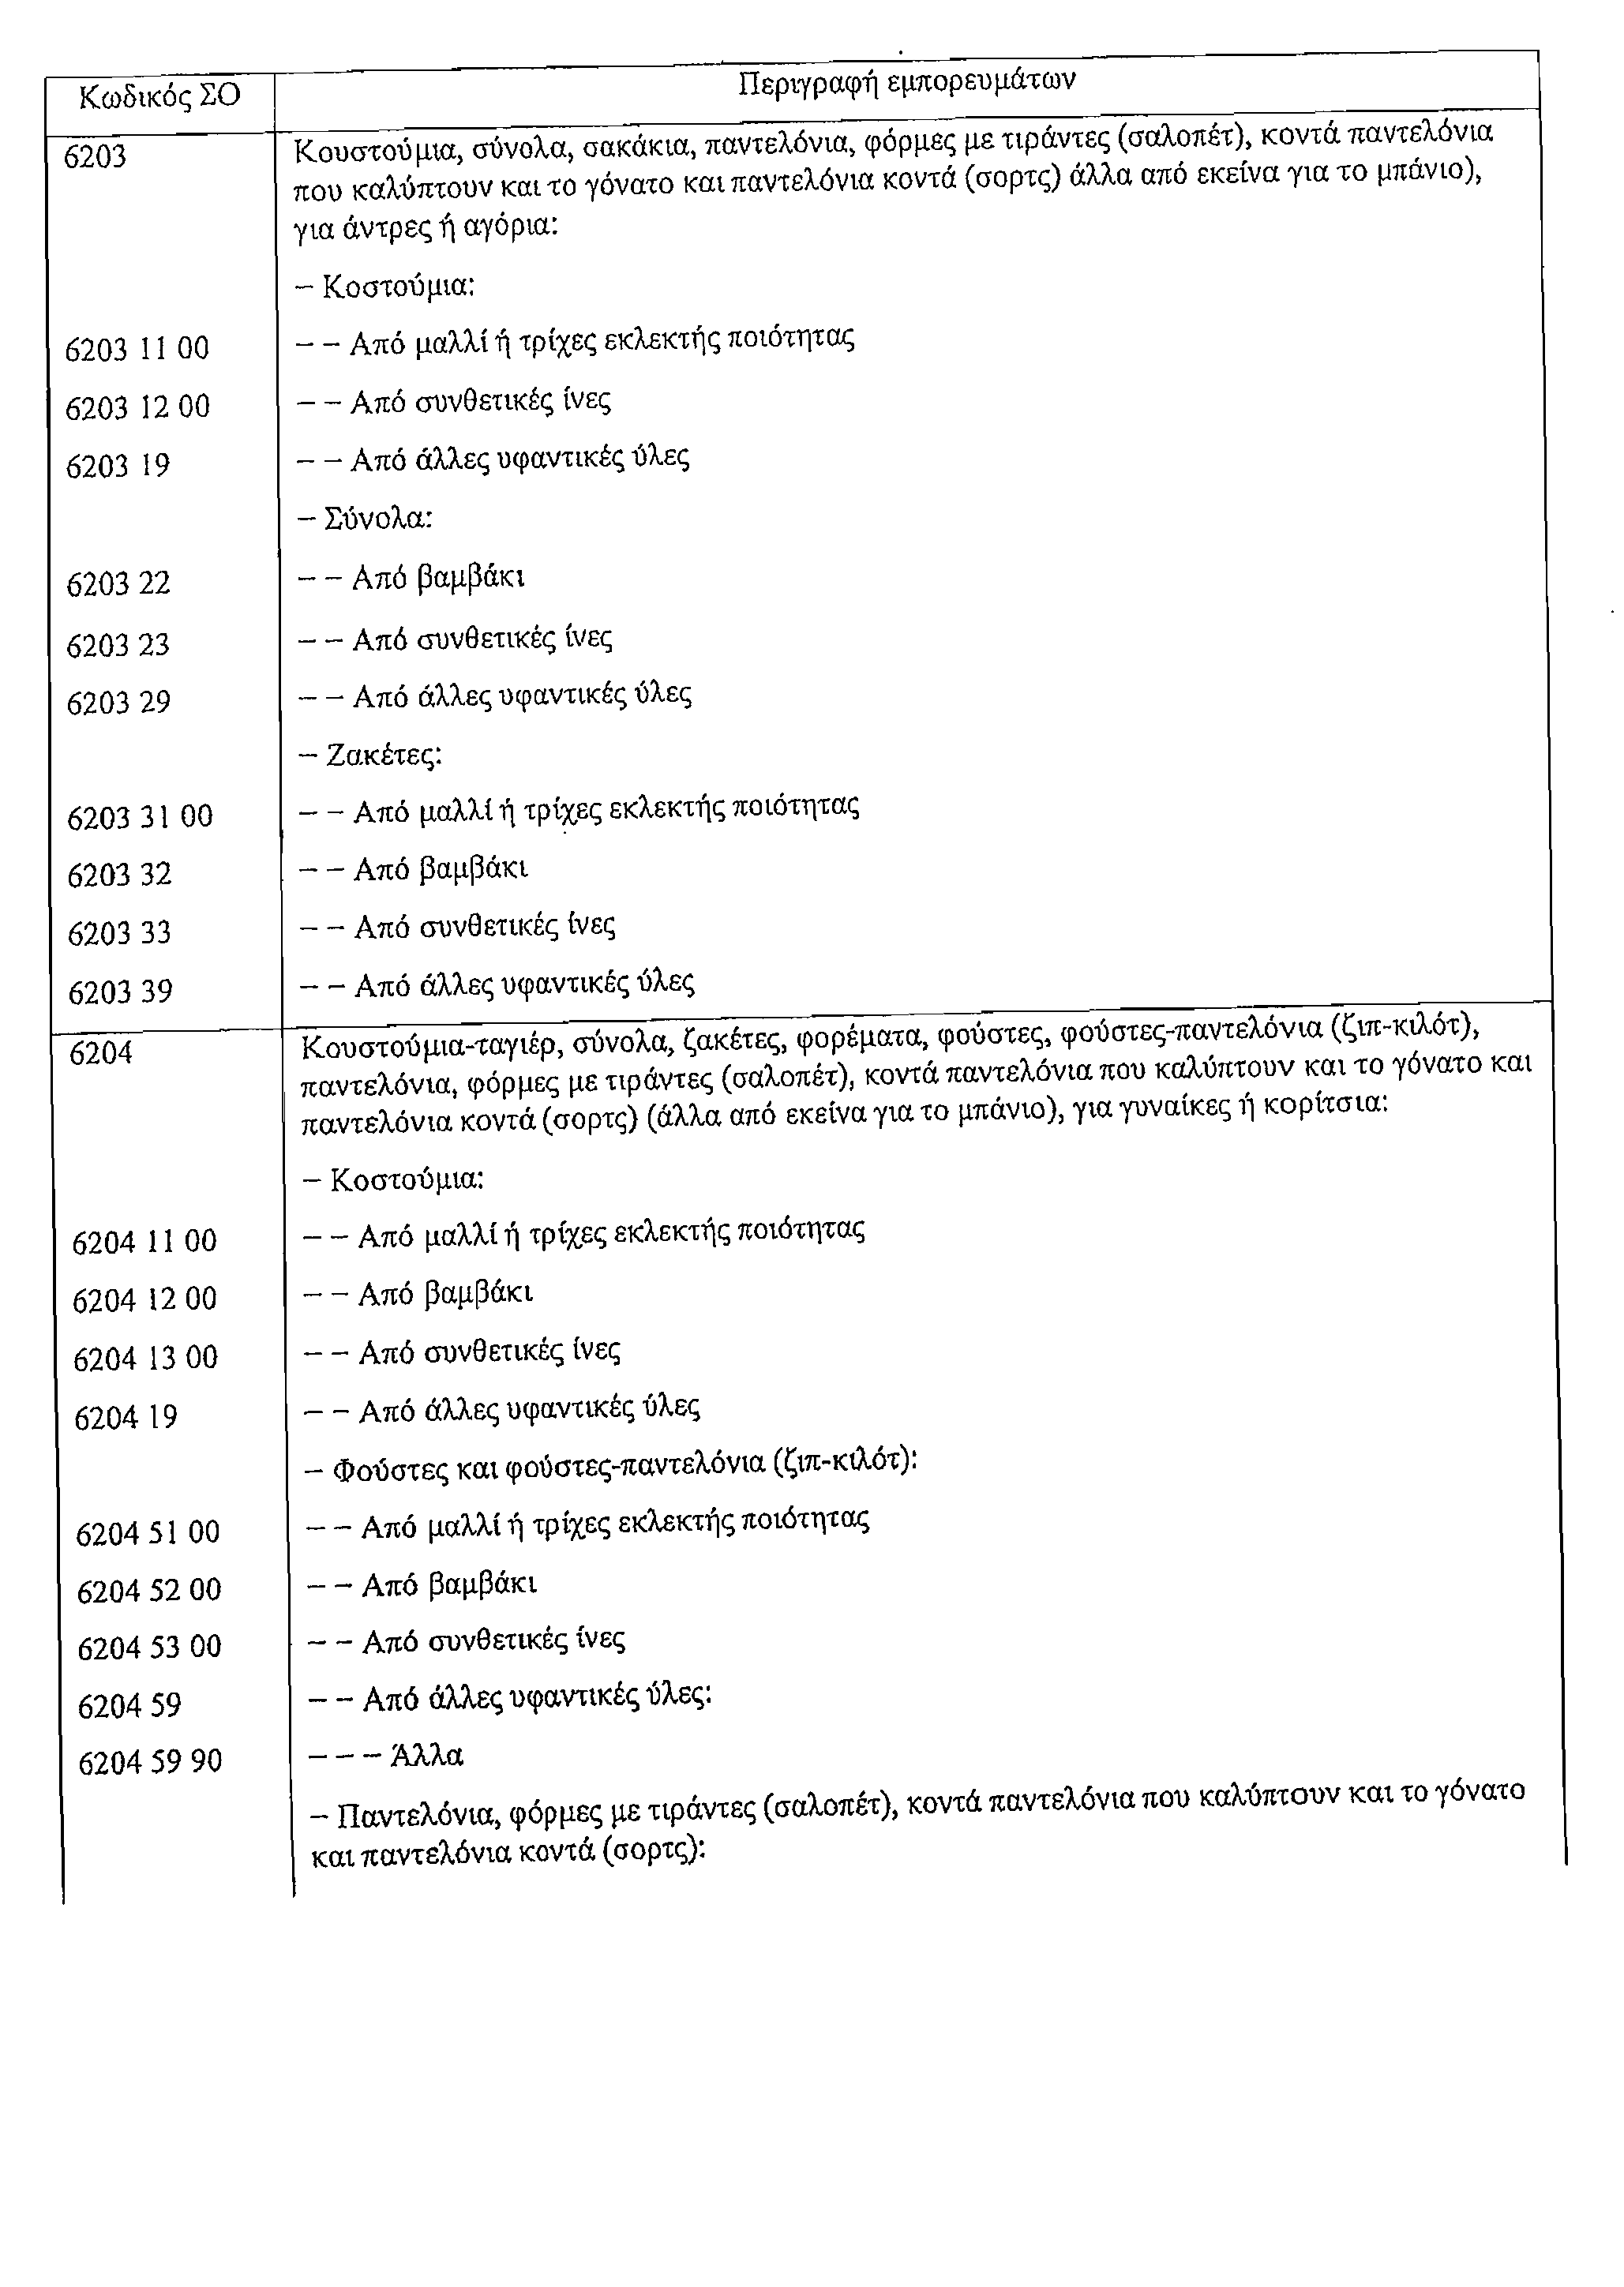 Κωδικός ΣΟ Περιγραφή εμπορευμάτων
6203 Κουστούμια, σύνολα, σακάκια, παντελόνια, φόρμες με τιράντες (σαλοπέτ), κοντά παντελόνια
που καλύπτουν και το γόνατο και παντελόνια κοντά (σορτς) άλλα από εκείνα για το μπάνιο),
για άντρες ή αγόρια:
– Κοστούμια:
6203 11 00 – – Από μαλλί ή τρίχες εκλεκτής ποιότητας
6203 12 00 – – Από συνθετικές ίνες
6203 19 – – Από άλλες υφαντικές ύλες
– Σύνολα:
6203 22 – – Από βαμβάκι
6203 23 – – Από συνθετικές ίνες
6203 29 – – Από άλλες υφαντικές ύλες
– Ζακέτες:
6203 31 00 – – Από μαλλί ή τρίχες εκλεκτής ποιότητας
6203 32 – – Από βαμβάκι
6203 33 – – Από συνθετικές ίνες
6203 39 – – Από άλλες υφαντικές ύλες
6204 Κουστούμια-ταγιέρ, σύνολα, ζακέτες, φορέματα, φούστες, φούστες-παντελόνια (ζιπ-κιλότ),
παντελόνια, φόρμες με τιράντες (σαλοπέτ), κοντά παντελόνια που καλύπτουν και το γόνατο και
παντελόνια κοντά (σορτς) (άλλα από εκείνα για το μπάνιο), για γυναίκες ή κορίτσια:
– Κοστούμια:
6204 11 00 – – Από μαλλί ή τρίχες εκλεκτής ποιότητας
6204 12 00 – – Από βαμβάκι
6204 13 00 – – Από συνθετικές ίνες
6204 19 – – Από άλλες υφαντικές ύλες
– Φούστες και φούστες-παντελόνια (ζιπ-κιλότ):
6204 51 00 – – Από μαλλί ή τρίχες εκλεκτής ποιότητας
6204 52 00 – – Από βαμβάκι
6204 53 00 – – Από συνθετικές ίνες
6204 59 – – Από άλλες υφαντικές ύλες:
6204 59 90 – – – Άλλα
– Παντελόνια, φόρμες με τιράντες (σαλοπέτ), κοντά παντελόνια που καλύπτουν και το γόνατο
και παντελόνια κοντά (σορτς):